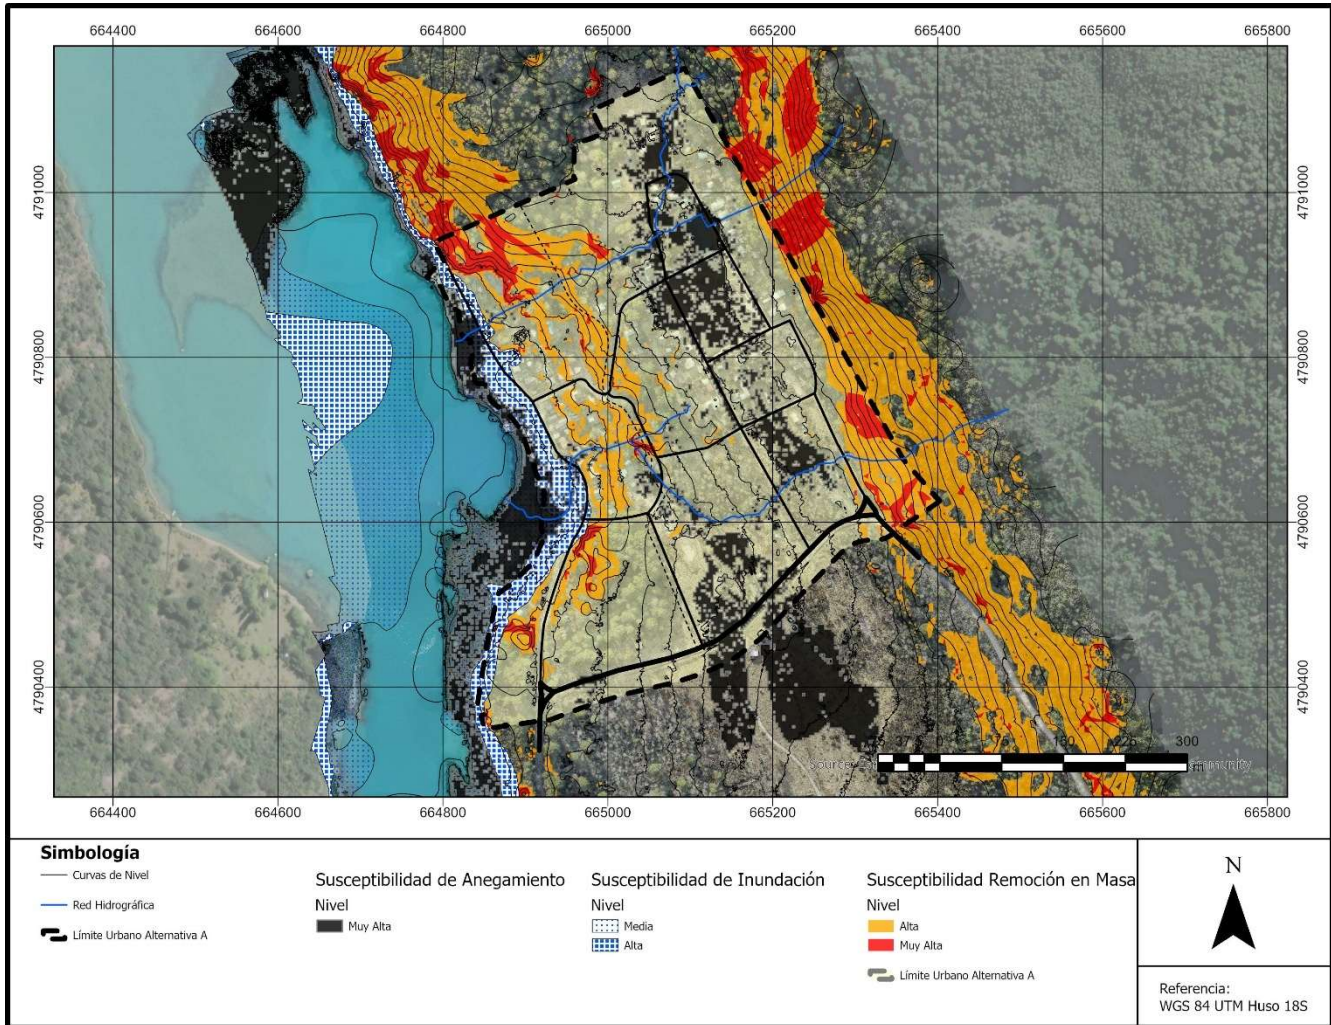 664400 664600 664800 665000 665200 665400 665600 665800
4791000 4791000
4790800 4790800
4790600 4790600
4790400 4790400
75 150 225 300
664400 664600 664800 665000 665200 665400 665600 665800
Simbología
Curvas de Nivel
Red Hidrográfica
Límite Urbano Alternativa A
Susceptibilidad de Anegamiento
Nivel
Muy Alta
Susceptibilidad de Inundación
Nivel
Media
Alta
Susceptibilidad Remoción en Masa
Nivel
Alta
Muy Alta
Límite Urbano Alternativa A
N
Referencia:
WGS 84 UTM Huso 18S